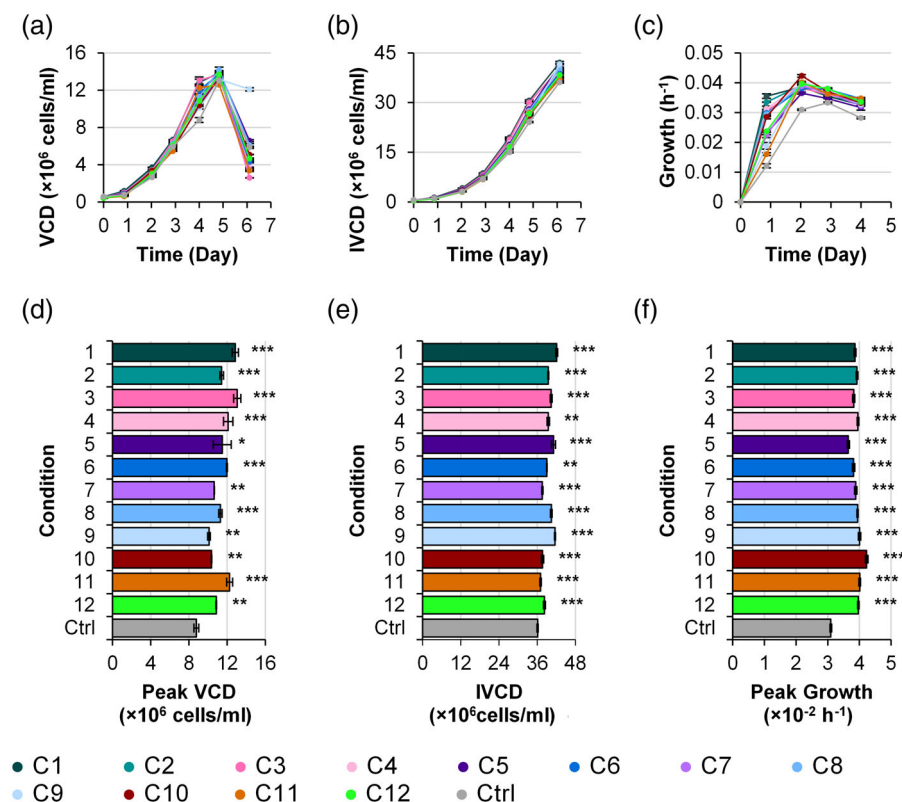 (a)
(b)
(c)
VCD (×10⁶ cells/ml)
16
12
8
4
0
0 1 2 3 4 5 6 7
Time (Day)
IVCD (×10⁶ cells/ml)
45
30
15
0
0 1 2 3 4 5 6 7
Time (Day)
Growth (h⁻¹)
0.05
0.04
0.03
0.02
0.01
0
0 1 2 3 4 5
Time (Day)
(d)
(e)
(f)
Condition
1 ***
2 ***
3 ***
4 ***
5 *
6 ***
7 **
8 ***
9 **
10 **
11 ***
12 **
Ctrl
0 4 8 12 16
Peak VCD
(×10⁶ cells/ml)
Condition
1 ***
2 ***
3 ***
4 **
5 ***
6 **
7 ***
8 ***
9 ***
10 ***
11 ***
12 ***
Ctrl
0 12 24 36 48
IVCD
(×10⁶cells/ml)
Condition
1 ***
2 ***
3 ***
4 ***
5 ***
6 ***
7 ***
8 ***
9 ***
10 ***
11 ***
12 ***
Ctrl
0 1 2 3 4 5
Peak Growth
(×10⁻² h⁻¹)
C1 C2 C3 C4 C5 C6 C7 C8
C9 C10 C11 C12 Ctrl